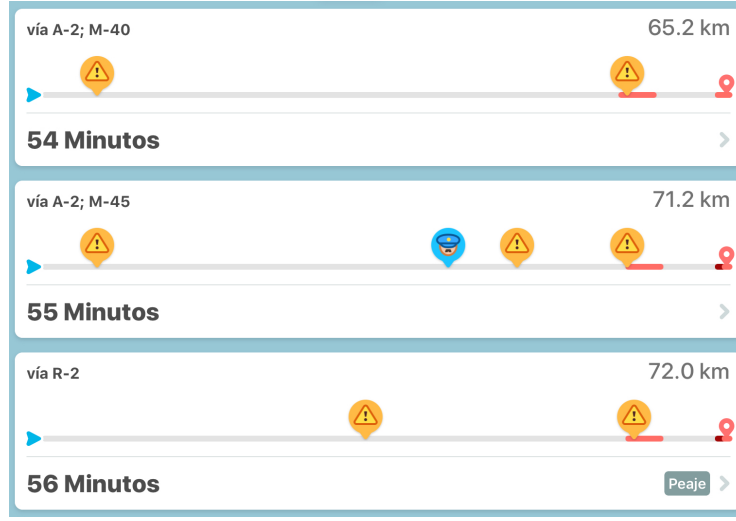 vía A-2; M-40
65.2 km
54 Minutos
vía A-2; M-45
71.2 km
55 Minutos
vía R-2
72.0 km
56 Minutos
Peaje